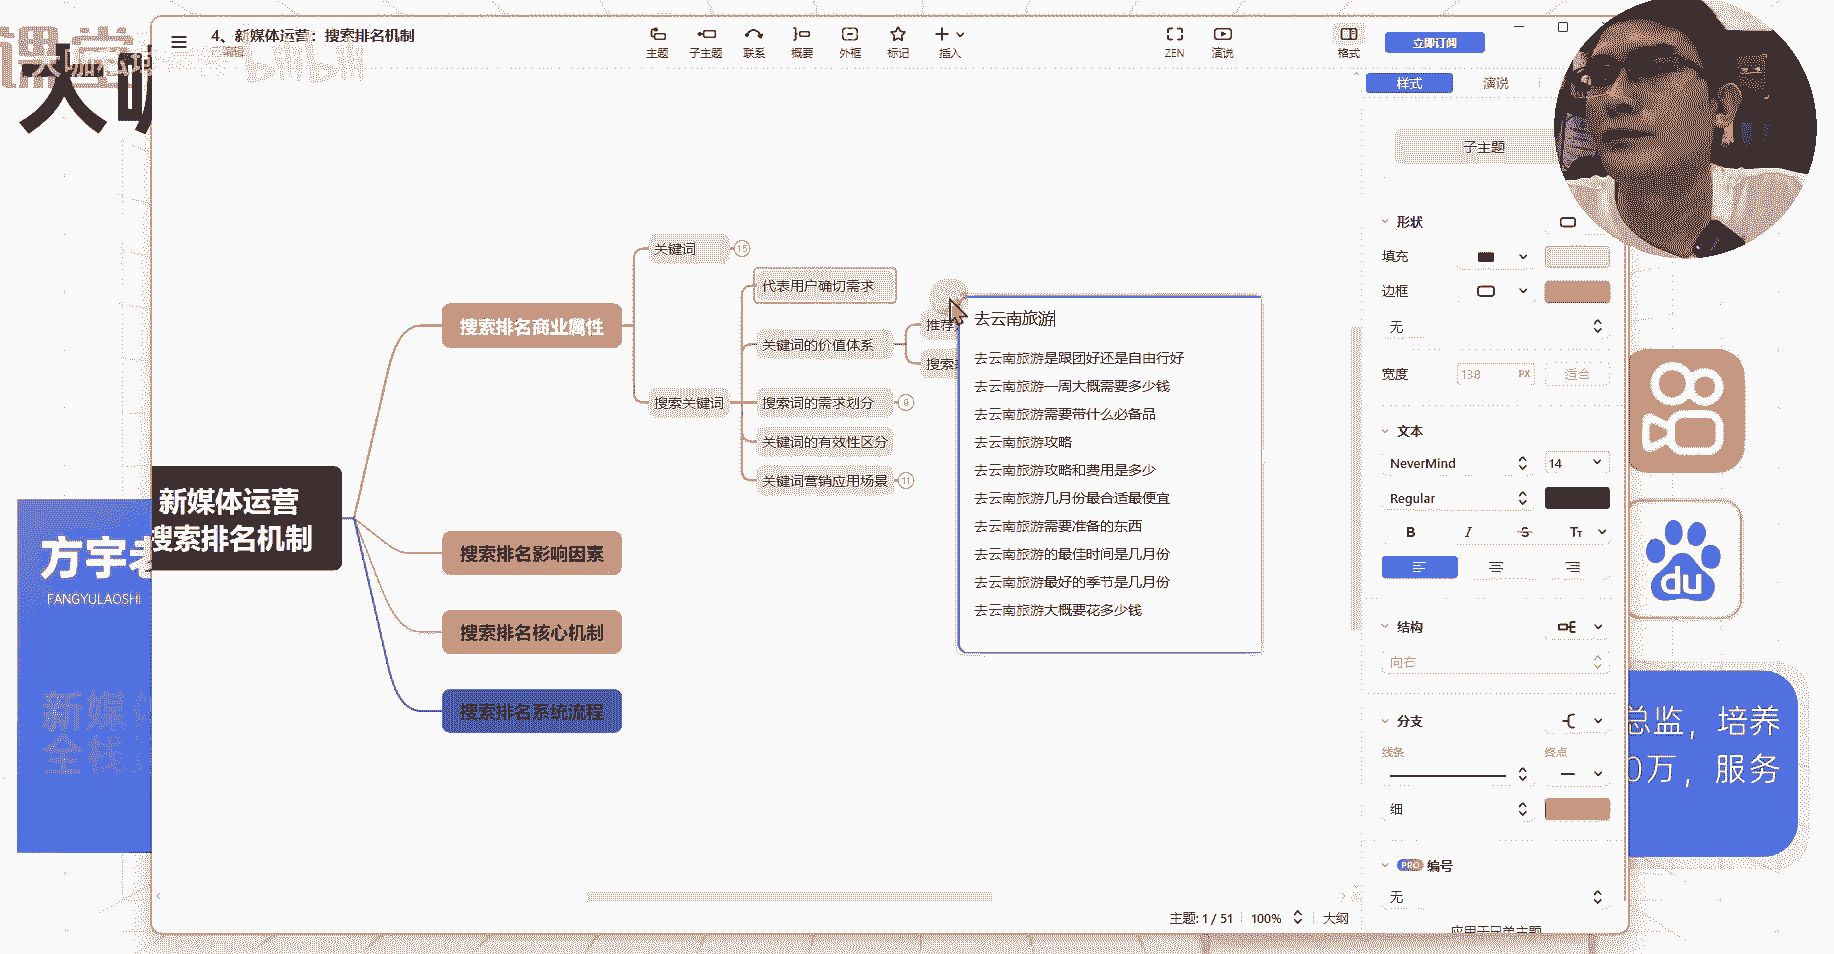 4、新媒体运营：搜索排名机制
已编辑
主题
子主题
联系
概要
外框
标记
插入
ZEN
演说
格式
立即订阅
样式
演说
子主题
形状
填充
边框
无
宽度
138
PX
适合
文本
NeverMind
14
Regular
B
I
S
TT
结构
向右
分支
线条
终点
细
PRO
编号
无
应用于兄弟主题
新媒体运营
搜索排名机制
搜索排名商业属性
搜索排名影响因素
搜索排名核心机制
搜索排名系统流程
关键词
15
搜索关键词
代表用户确切需求
关键词的价值体系
推荐
搜索
搜索词的需求划分
9
关键词的有效性区分
关键词营销应用场景
11
去云南旅游
去云南旅游是跟团好还是自由行好
去云南旅游一周大概需要多少钱
去云南旅游需要带什么必备品
去云南旅游攻略
去云南旅游攻略和费用是多少
去云南旅游几月份最合适最便宜
去云南旅游需要准备的东西
去云南旅游的最佳时间是几月份
去云南旅游最好的季节是几月份
去云南旅游大概要花多少钱
主题: 1 / 51
100%
大纲
课堂
bilibili
方宇老
FANGYULAOSHI
新媒体
全栈
du
总监，培养
0万，服务